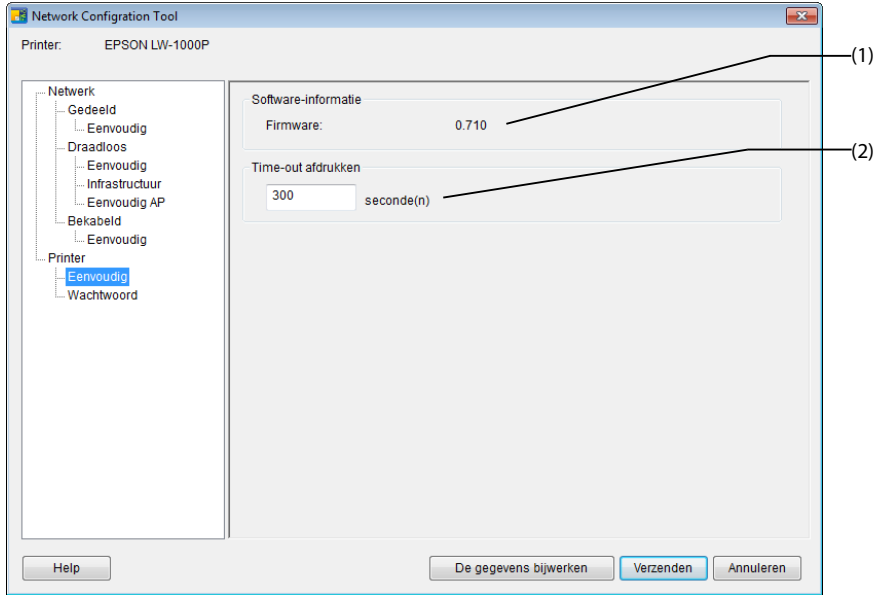 Network Configration Tool
Printer: EPSON LW-1000P
(1)
Netwerk
Gedeeld
Eenvoudig
Draadloos
Eenvoudig
Infrastructuur
Eenvoudig AP
Bekabeld
Eenvoudig
Printer
Eenvoudig
Wachtwoord
Software-informatie
Firmware: 0.710
(2)
Time-out afdrukken
300 seconde(n)
Help
De gegevens bijwerken
Verzenden
Annuleren